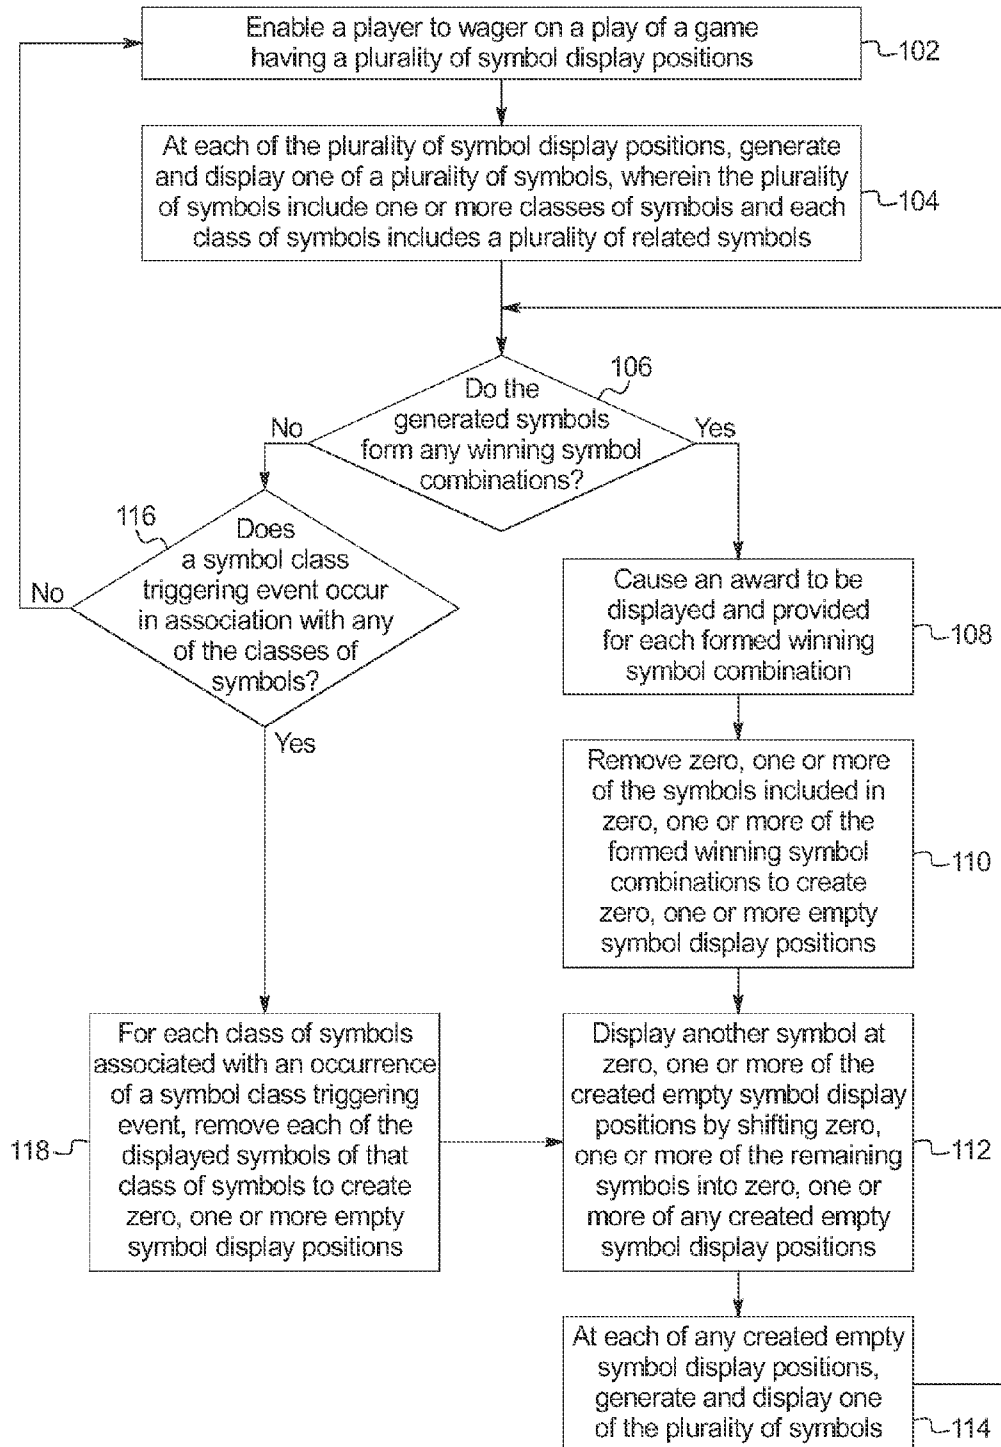 Enable a player to wager on a play of a game
having a plurality of symbol display positions
102
At each of the plurality of symbol display positions, generate
and display one of a plurality of symbols, wherein the plurality
of symbols include one or more classes of symbols and each
class of symbols includes a plurality of related symbols
104
106
Do the
generated symbols
form any winning symbol
combinations?
No
Yes
116
Does
a symbol class
triggering event occur
in association with any
of the classes of
symbols?
No
Yes
Cause an award to be
displayed and provided
for each formed winning
symbol combination
108
Remove zero, one or more
of the symbols included in
zero, one or more of the
formed winning symbol
combinations to create
zero, one or more empty
symbol display positions
110
For each class of symbols
associated with an occurrence
of a symbol class triggering
event, remove each of the
displayed symbols of that
class of symbols to create
zero, one or more empty
symbol display positions
118
Display another symbol at
zero, one or more of the
created empty symbol display
positions by shifting zero,
one or more of the remaining
symbols into zero, one or
more of any created empty
symbol display positions
112
At each of any created empty
symbol display positions,
generate and display one
of the plurality of symbols
114